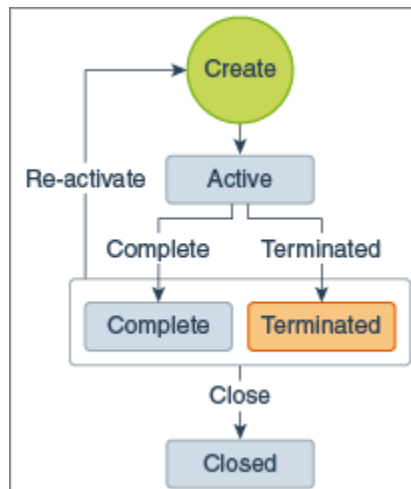 Create
Re-activate
Active
Complete
Terminated
Complete
Terminated
Close
Closed